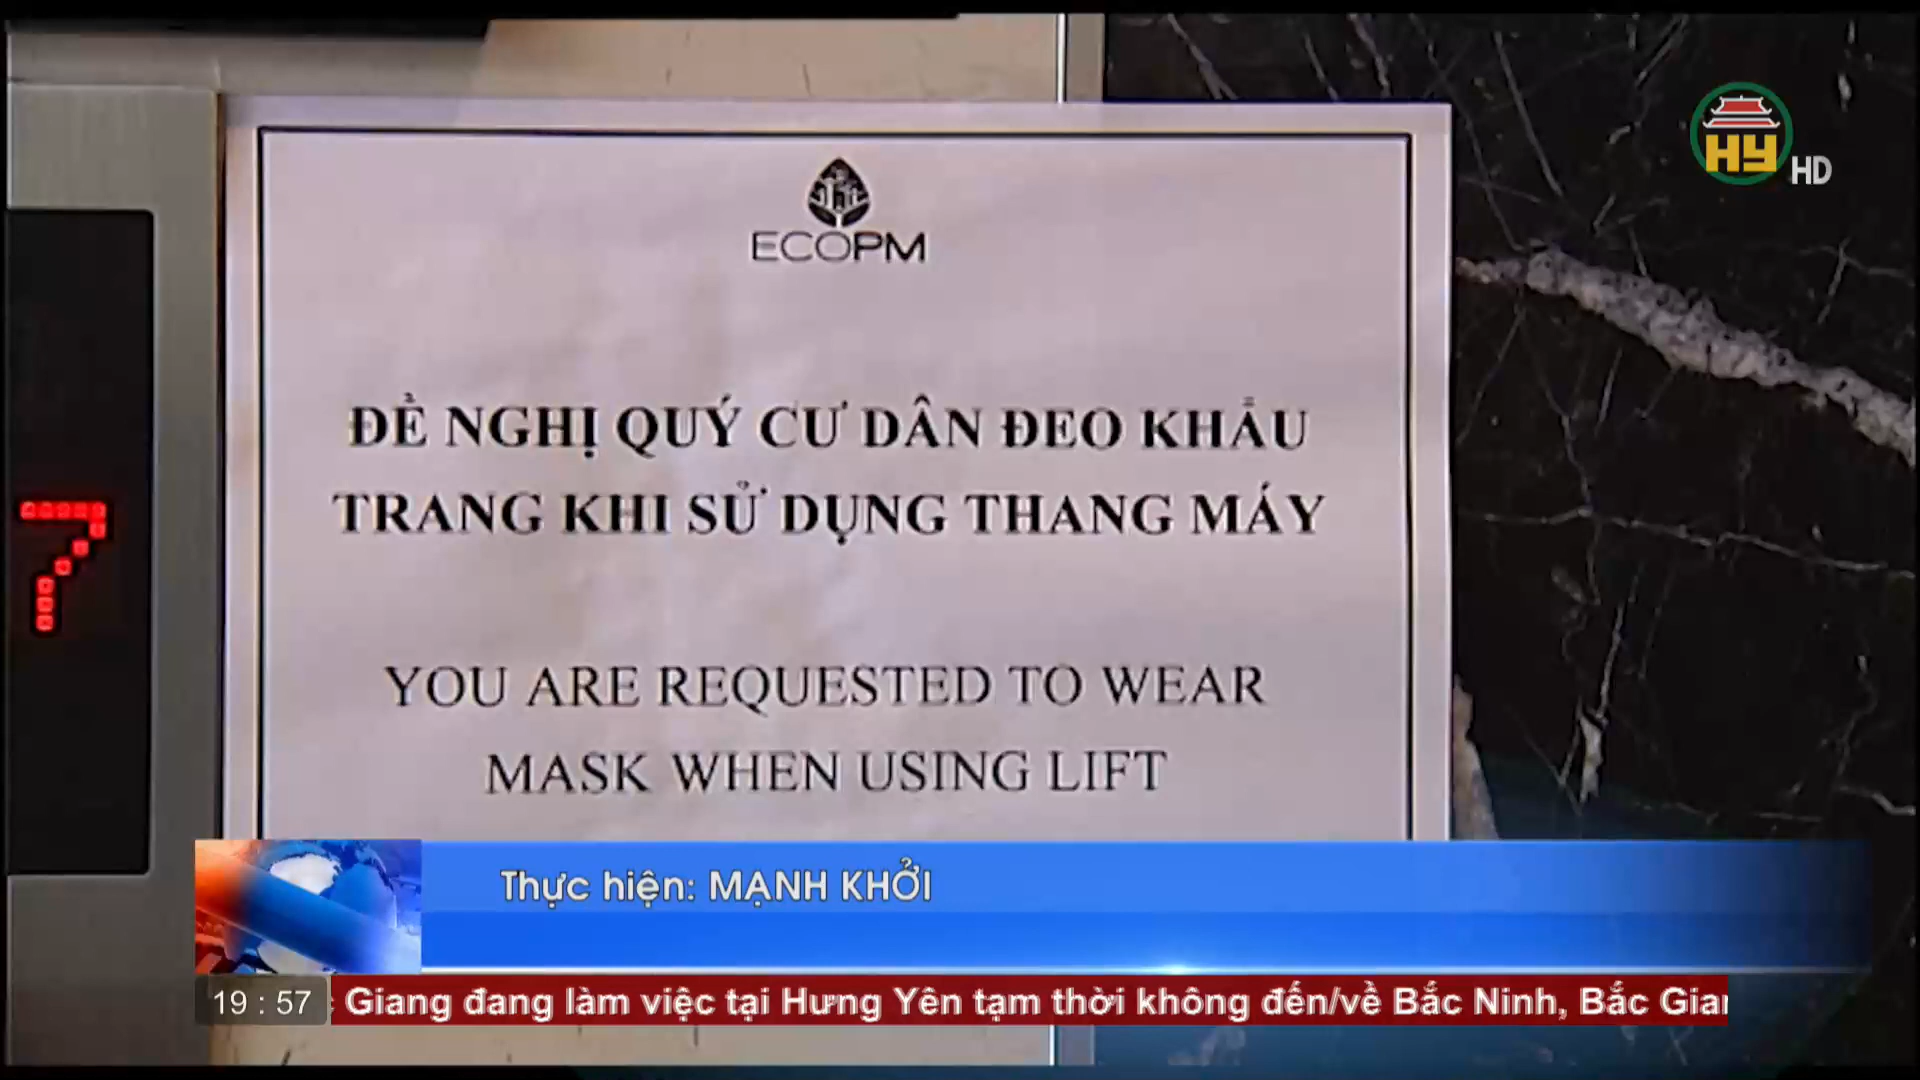 HY HD
ECOPM
ĐỀ NGHỊ QUÝ CƯ DÂN ĐEO KHẨU
TRANG KHI SỬ DỤNG THANG MÁY
7
YOU ARE REQUESTED TO WEAR
MASK WHEN USING LIFT
Thực hiện: MẠNH KHỞI
19 : 57 Giang đang làm việc tại Hưng Yên tạm thời không đến/về Bắc Ninh, Bắc Gian